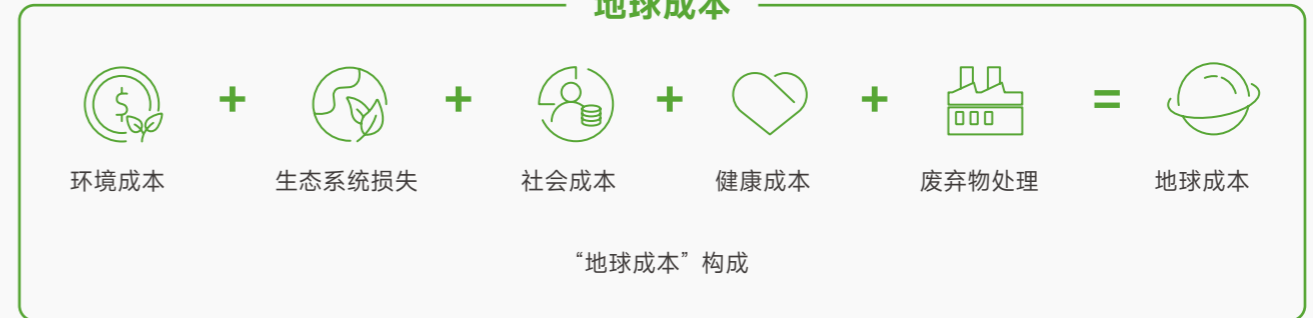 地球成本
+ + + + =
环境成本 生态系统损失 社会成本 健康成本 废弃物处理 地球成本
“地球成本”构成